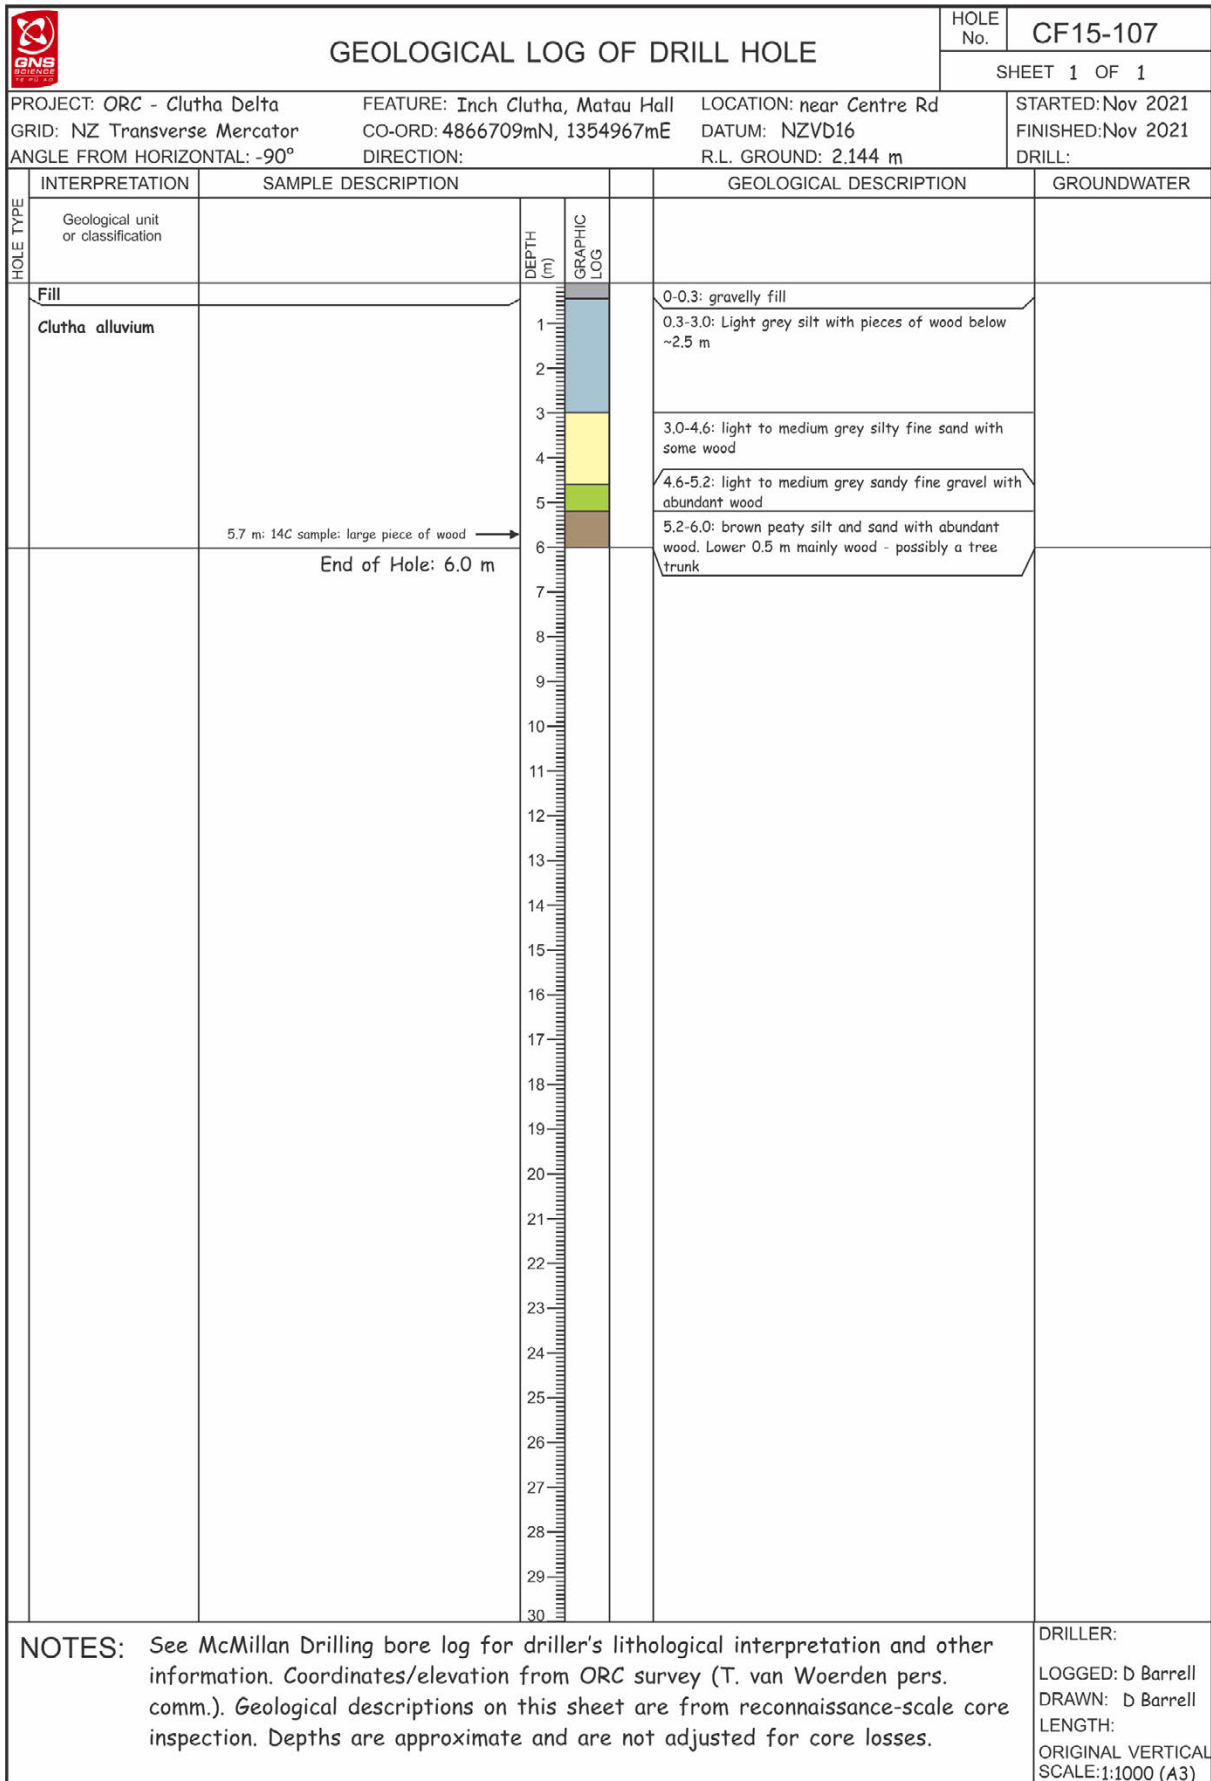 GNS
SCIENCE
TE PŪ AO
GEOLOGICAL LOG OF DRILL HOLE
HOLE
No.
CF15-107
SHEET 1 OF 1
PROJECT: ORC - Clutha Delta
FEATURE: Inch Clutha, Matau Hall
LOCATION: near Centre Rd
STARTED: Nov 2021
GRID: NZ Transverse Mercator
CO-ORD: 4866709mN, 1354967mE
DATUM: NZVD16
FINISHED: Nov 2021
ANGLE FROM HORIZONTAL: -90°
DIRECTION:
R.L. GROUND: 2.144 m
DRILL:
HOLE TYPE
INTERPRETATION
SAMPLE DESCRIPTION
GEOLOGICAL DESCRIPTION
GROUNDWATER
Geological unit
or classification
DEPTH
(m)
GRAPHIC
LOG
Fill
0-0.3: gravelly fill
Clutha alluvium
0.3-3.0: Light grey silt with pieces of wood below
~2.5 m
3.0-4.6: light to medium grey silty fine sand with
some wood
4.6-5.2: light to medium grey sandy fine gravel with
abundant wood
5.7 m: 14C sample: large piece of wood
5.2-6.0: brown peaty silt and sand with abundant
wood. Lower 0.5 m mainly wood - possibly a tree
trunk
End of Hole: 6.0 m
1
2
3
4
5
6
7
8
9
10
11
12
13
14
15
16
17
18
19
20
21
22
23
24
25
26
27
28
29
30
NOTES: See McMillan Drilling bore log for driller's lithological interpretation and other
information. Coordinates/elevation from ORC survey (T. van Woerden pers.
comm.). Geological descriptions on this sheet are from reconnaissance-scale core
inspection. Depths are approximate and are not adjusted for core losses.
DRILLER:
LOGGED: D Barrell
DRAWN: D Barrell
LENGTH:
ORIGINAL VERTICAL
SCALE:1:1000 (A3)